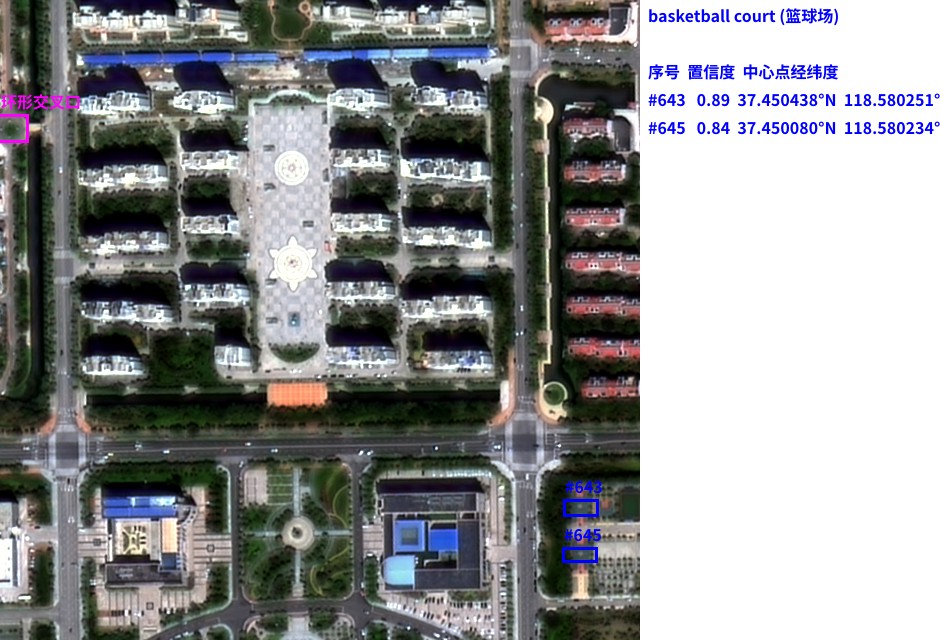 basketball court (篮球场)
序号 置信度 中心点经纬度
#643 0.89 37.450438°N 118.580251°
#645 0.84 37.450080°N 118.580234°
环形交叉口
#643
#645